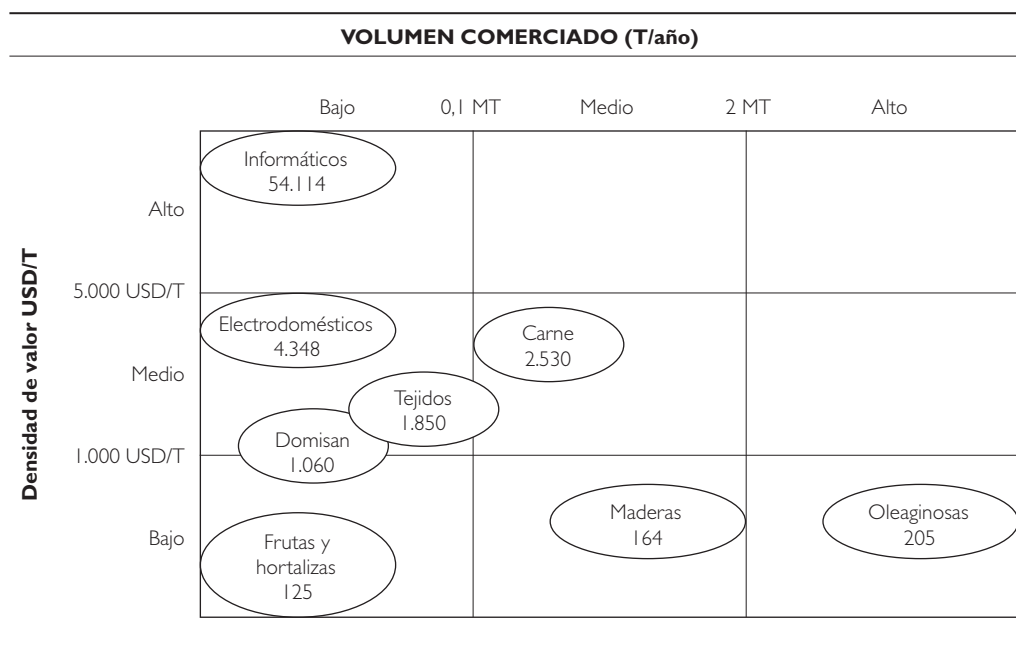 VOLUMEN COMERCIADO (T/año)
Bajo 0,1 MT Medio 2 MT Alto
Informáticos
54.114
Alto
5.000 USD/T
Electrodomésticos
4.348
Carne
2.530
Medio
Tejidos
1.850
Domisan
1.060
1.000 USD/T
Maderas
164
Oleaginosas
205
Bajo
Frutas y
hortalizas
125
Densidad de valor USD/T